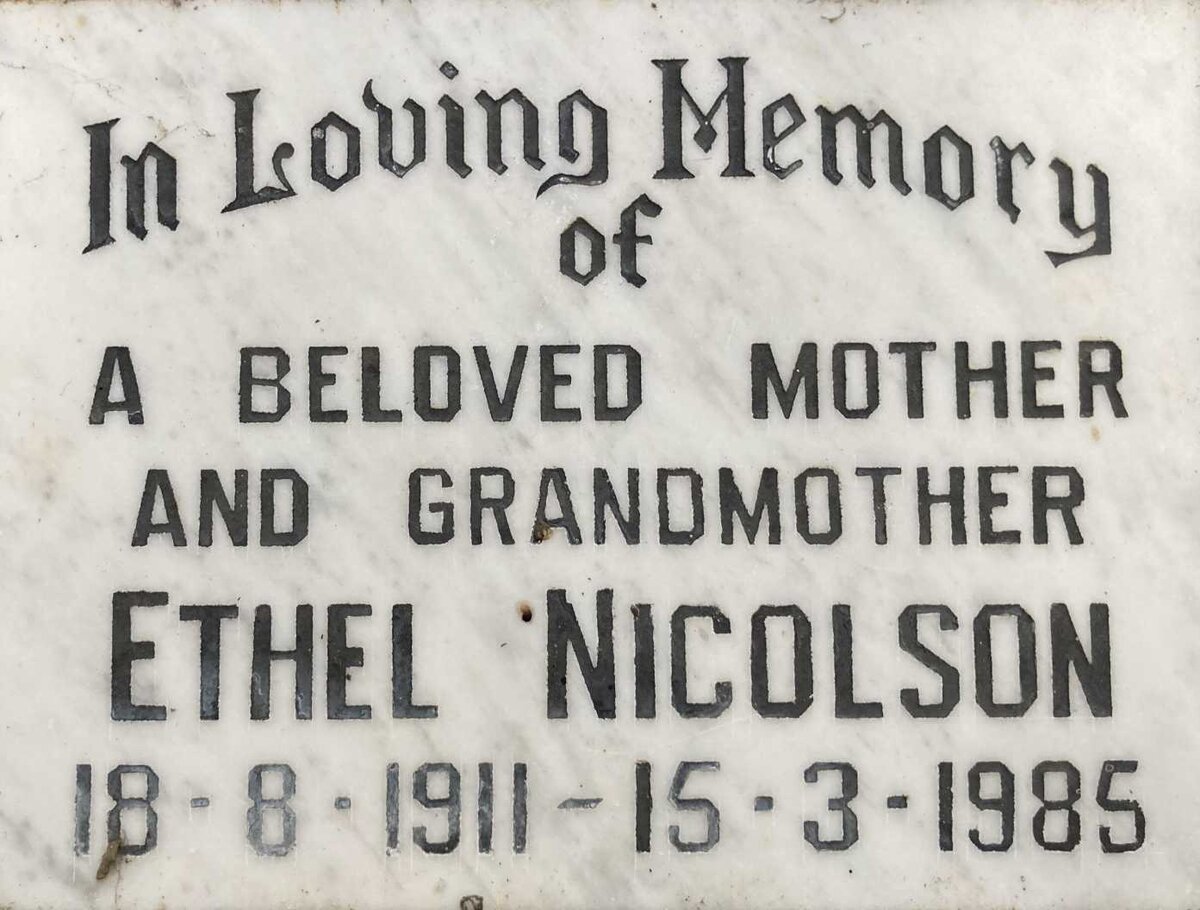 In Loving Memory
of
A BELOVED MOTHER
AND GRANDMOTHER
ETHEL NICOLSON
18·8·1911–15·3·1985